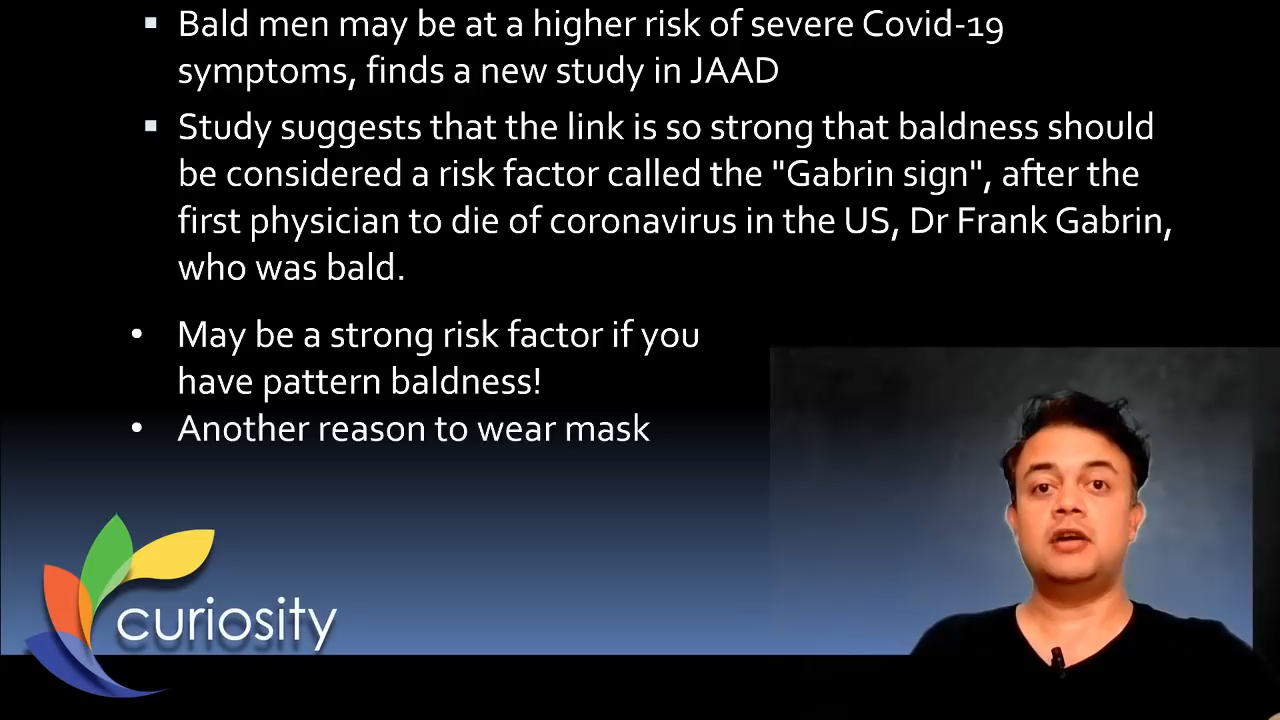 ▪ Bald men may be at a higher risk of severe Covid-19
symptoms, finds a new study in JAAD
▪ Study suggests that the link is so strong that baldness should
be considered a risk factor called the "Gabrin sign", after the
first physician to die of coronavirus in the US, Dr Frank Gabrin,
who was bald.
• May be a strong risk factor if you
have pattern baldness!
• Another reason to wear mask
curiosity